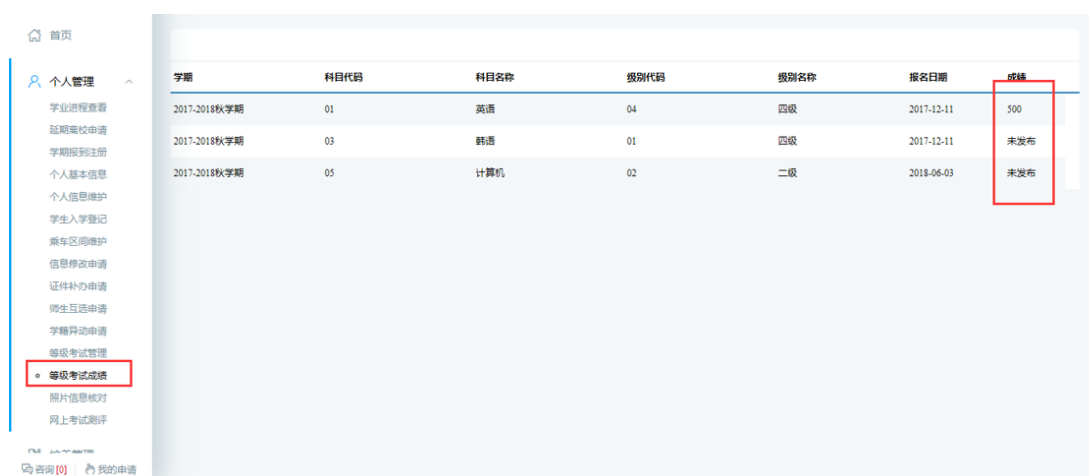 首页
个人管理
学业进程查看
延期离校申请
学期报到注册
个人基本信息
个人信息维护
学生入学登记
乘车区间维护
信息修改申请
证件补办申请
师生互选申请
学籍异动申请
等级考试管理
等级考试成绩
照片信息核对
网上考试测评
咨询[0] 我的申请
学期 科目代码 科目名称 级别代码 级别名称 报名日期 成绩
2017-2018秋学期 01 英语 04 四级 2017-12-11 500
2017-2018秋学期 03 韩语 01 四级 2017-12-11 未发布
2017-2018秋学期 05 计算机 02 二级 2018-06-03 未发布